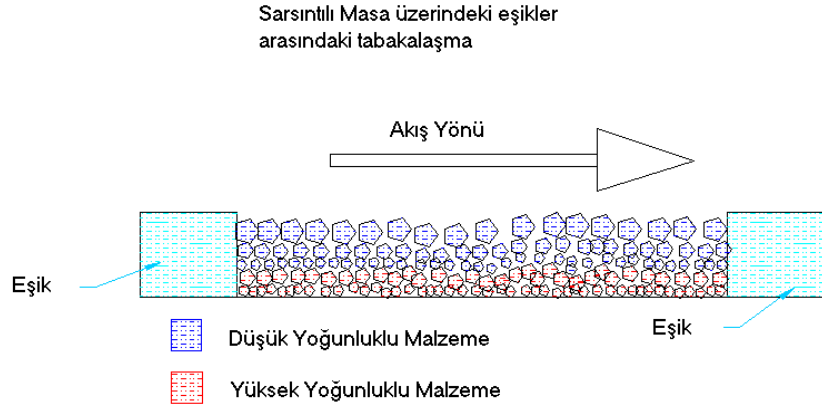 Sarsıntılı Masa üzerindeki eşikler
arasındaki tabakalaşma
Akış Yönü
Eşik
Eşik
Düşük Yoğunluklu Malzeme
Yüksek Yoğunluklu Malzeme